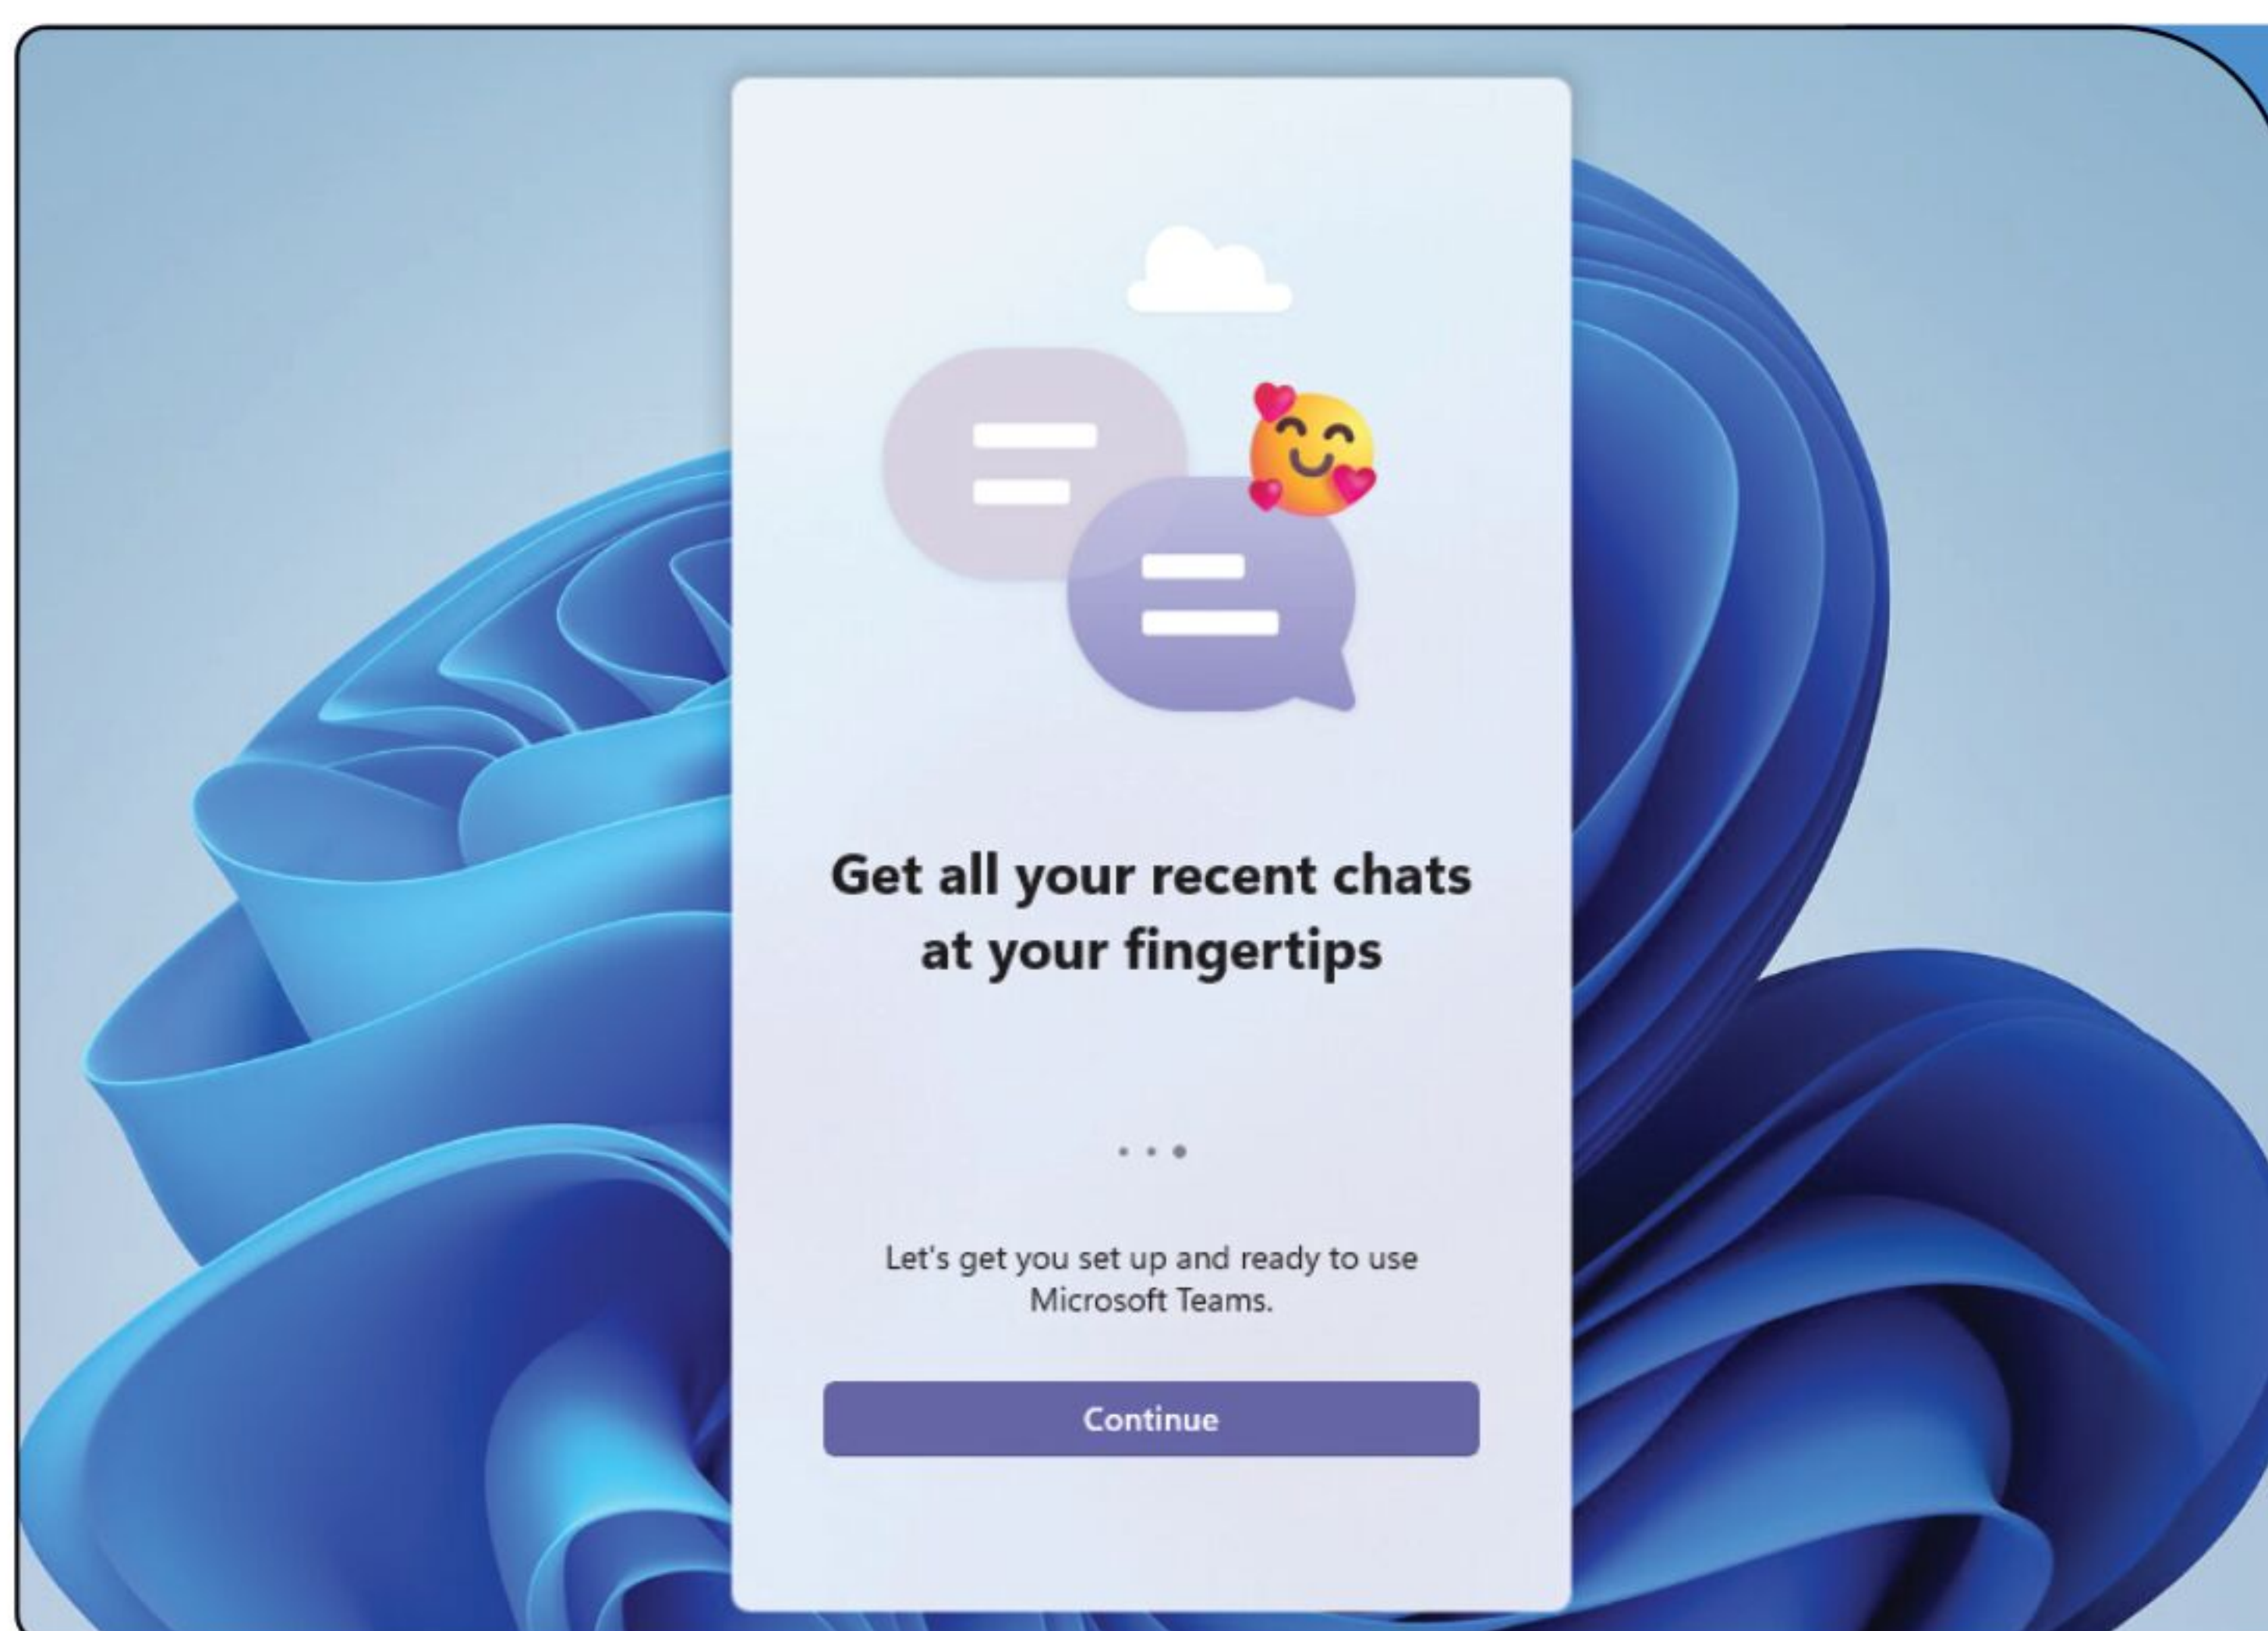 Get all your recent chats
at your fingertips
Let's get you set up and ready to use
Microsoft Teams.
Continue